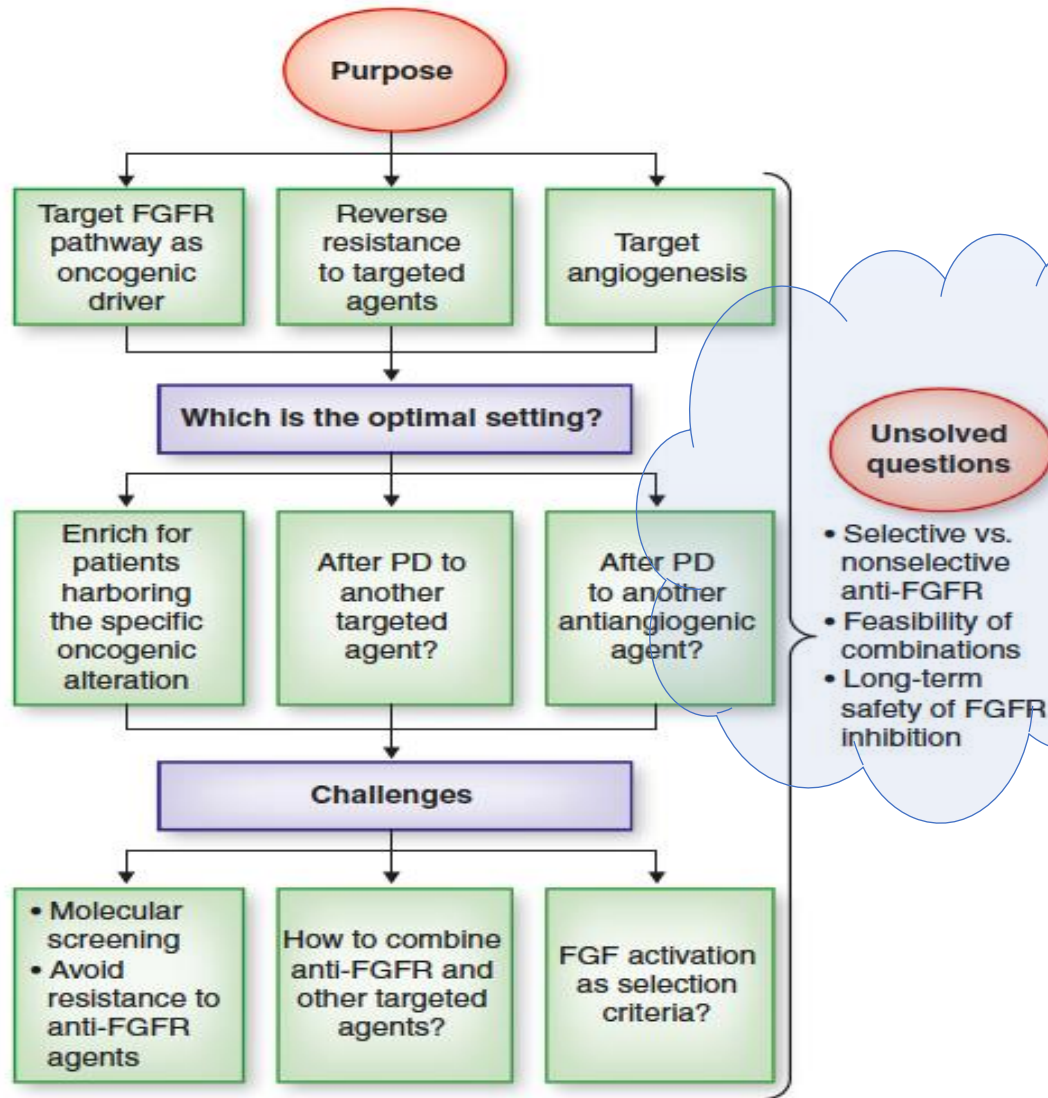 Purpose
Target FGFR
pathway as
oncogenic
driver
Reverse
resistance
to targeted
agents
Target
angiogenesis
Which is the optimal setting?
Enrich for
patients
harboring
the specific
oncogenic
alteration
After PD to
another
targeted
agent?
After PD
to another
antiangiogenic
agent?
Challenges
• Molecular
screening
• Avoid
resistance to
anti-FGFR
agents
How to combine
anti-FGFR and
other targeted
agents?
FGF activation
as selection
criteria?
Unsolved
questions
• Selective vs.
nonselective
anti-FGFR
• Feasibility of
combinations
• Long-term
safety of FGFR
inhibition